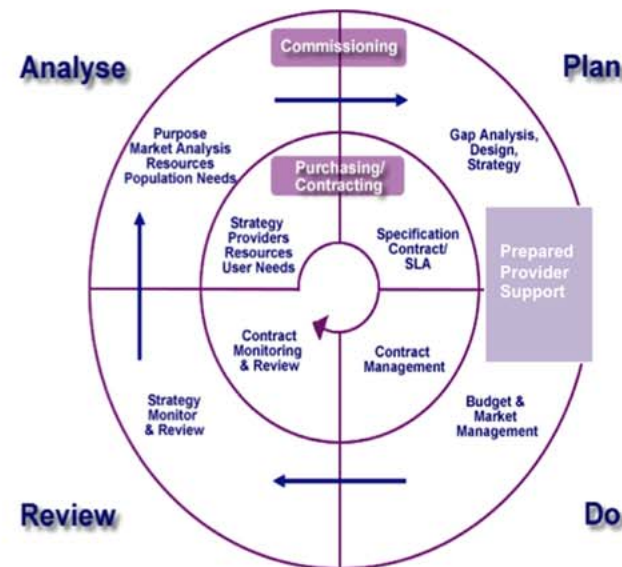 Commissioning
Analyse
Plan
Purpose
Market Analysis
Resources
Population Needs
Gap Analysis,
Design,
Strategy
Purchasing/
Contracting
Strategy
Providers
Resources
User Needs
Specification
Contract/
SLA
Prepared
Provider
Support
Contract
Monitoring
& Review
Contract
Management
Strategy
Monitor
& Review
Budget &
Market
Management
Review
Do